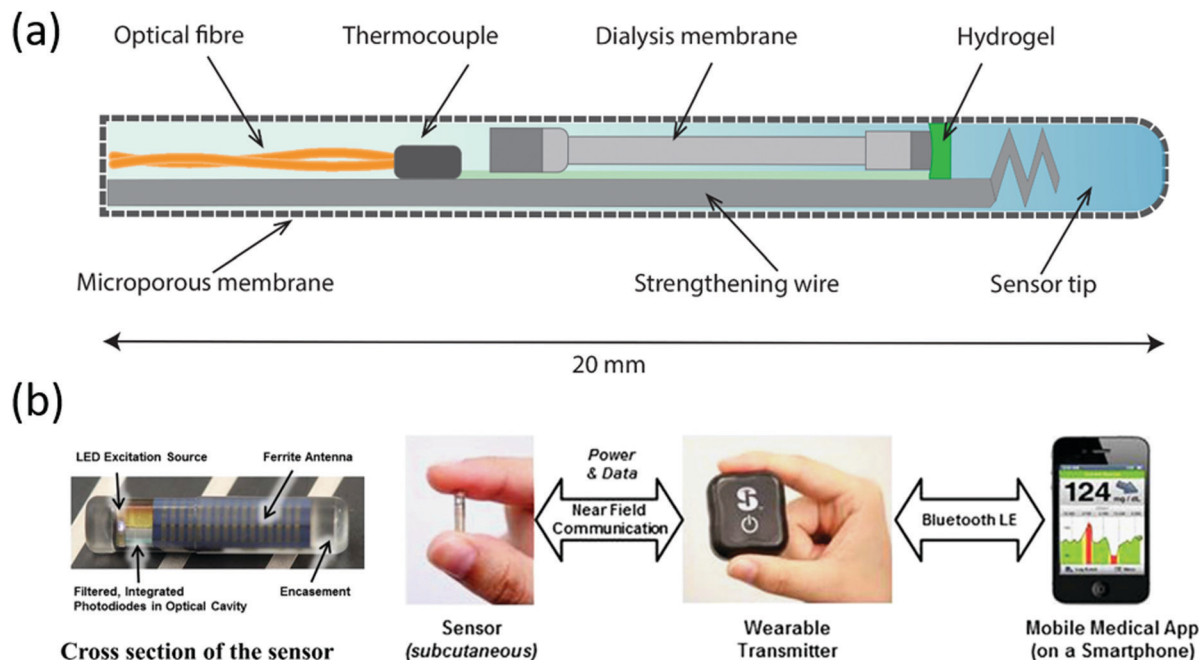 (a)
Optical fibre
Thermocouple
Dialysis membrane
Hydrogel
Microporous membrane
Strengthening wire
Sensor tip
20 mm
(b)
LED Excitation Source
Ferrite Antenna
Filtered, Integrated
Photodiodes in Optical Cavity
Encasement
Cross section of the sensor
Sensor
(subcutaneous)
Power
& Data
Near Field
Communication
Wearable
Transmitter
Bluetooth LE
124
mg / dL
Mobile Medical App
(on a Smartphone)